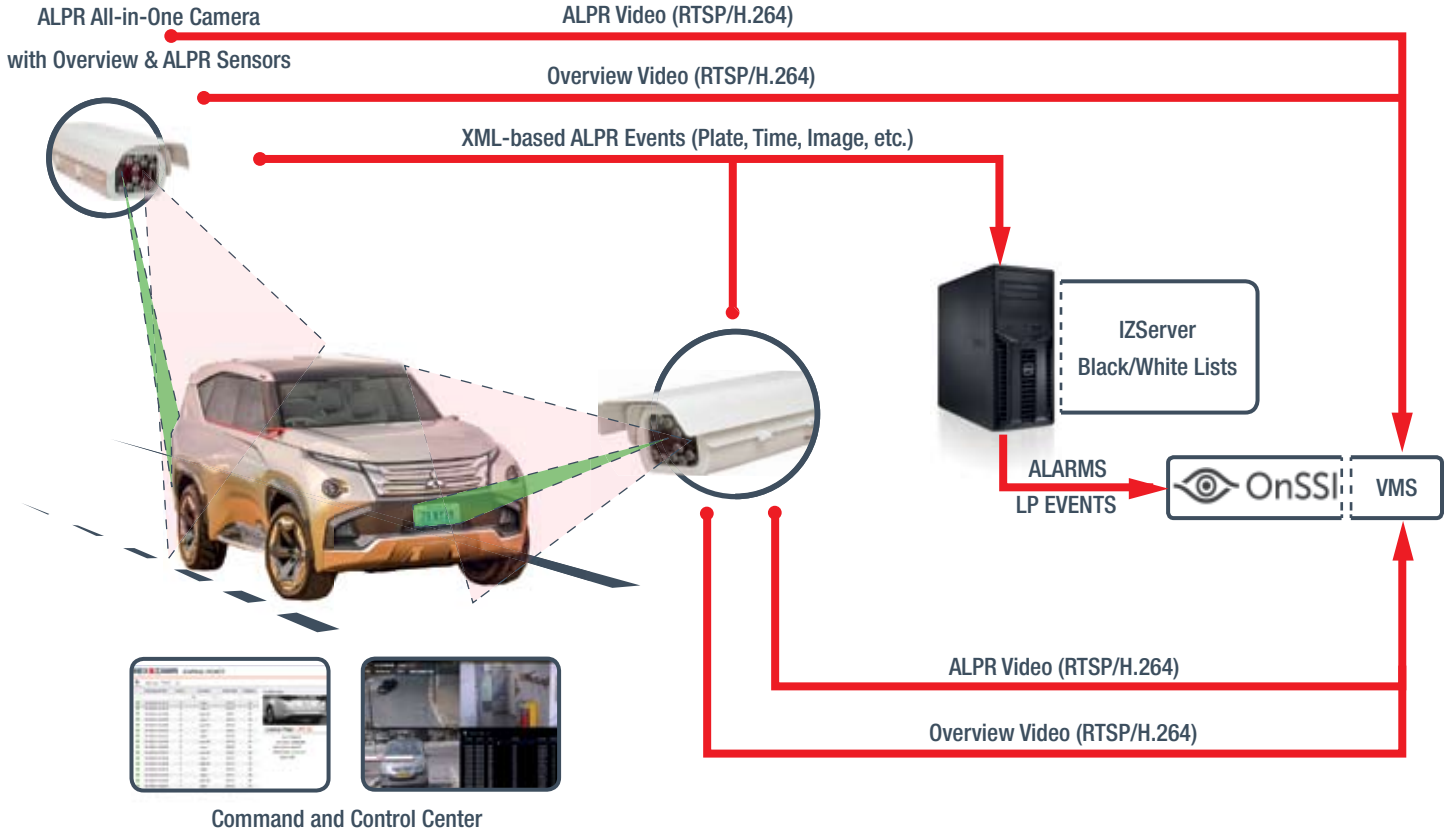 ALPR All-in-One Camera
with Overview & ALPR Sensors
ALPR Video (RTSP/H.264)
Overview Video (RTSP/H.264)
XML-based ALPR Events (Plate, Time, Image, etc.)
IZServer
Black/White Lists
ALARMS
LP EVENTS
OnSSI
VMS
ALPR Video (RTSP/H.264)
Overview Video (RTSP/H.264)
Command and Control Center